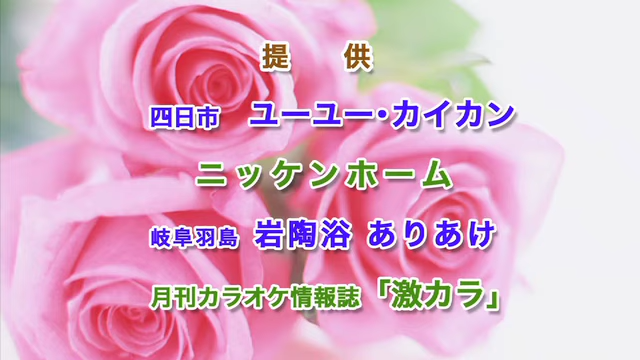 提 供
四日市 ユーユー・カイカン
ニッケンホーム
岐阜羽島 岩陶浴 ありあけ
月刊カラオケ情報誌「激カラ」